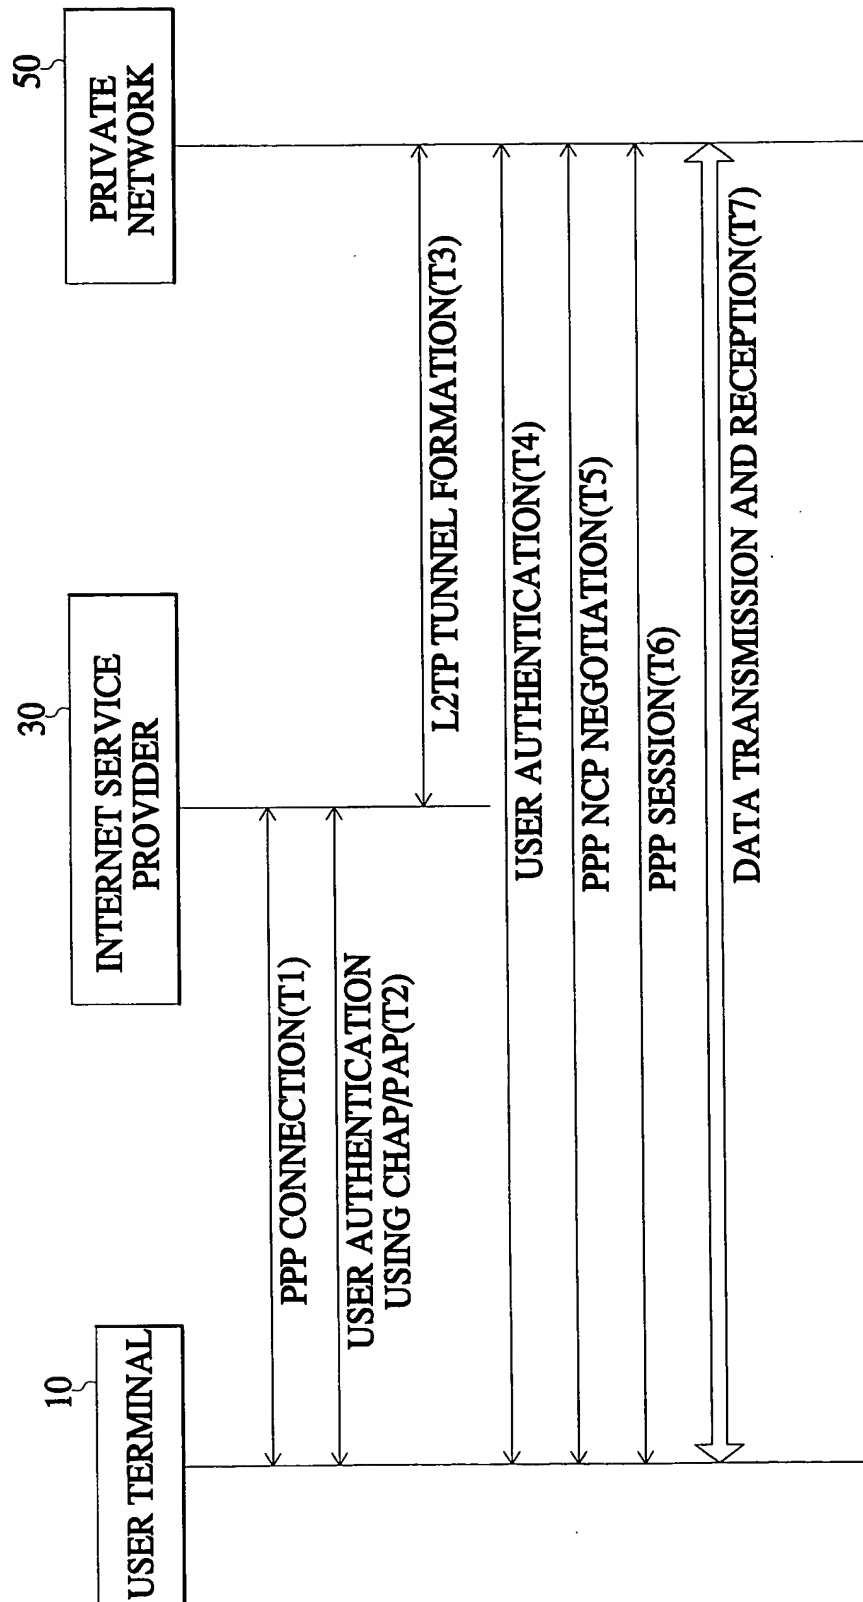 10
USER TERMINAL
30
INTERNET SERVICE
PROVIDER
50
PRIVATE
NETWORK
PPP CONNECTION(T1)
USER AUTHENTICATION
USING CHAP/PAP(T2)
L2TP TUNNEL FORMATION(T3)
USER AUTHENTICATION(T4)
PPP NCP NEGOTIATION(T5)
PPP SESSION(T6)
DATA TRANSMISSION AND RECEPTION(T7)